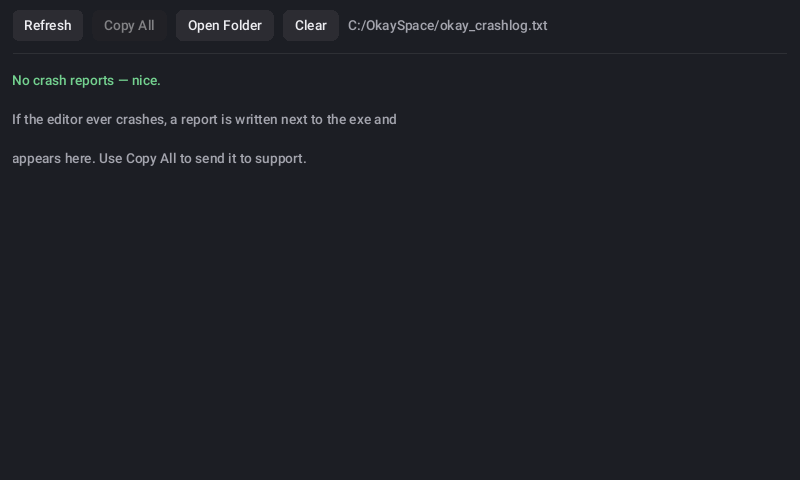 Refresh Copy All Open Folder Clear C:/OkaySpace/okay_crashlog.txt
No crash reports — nice.
If the editor ever crashes, a report is written next to the exe and
appears here. Use Copy All to send it to support.